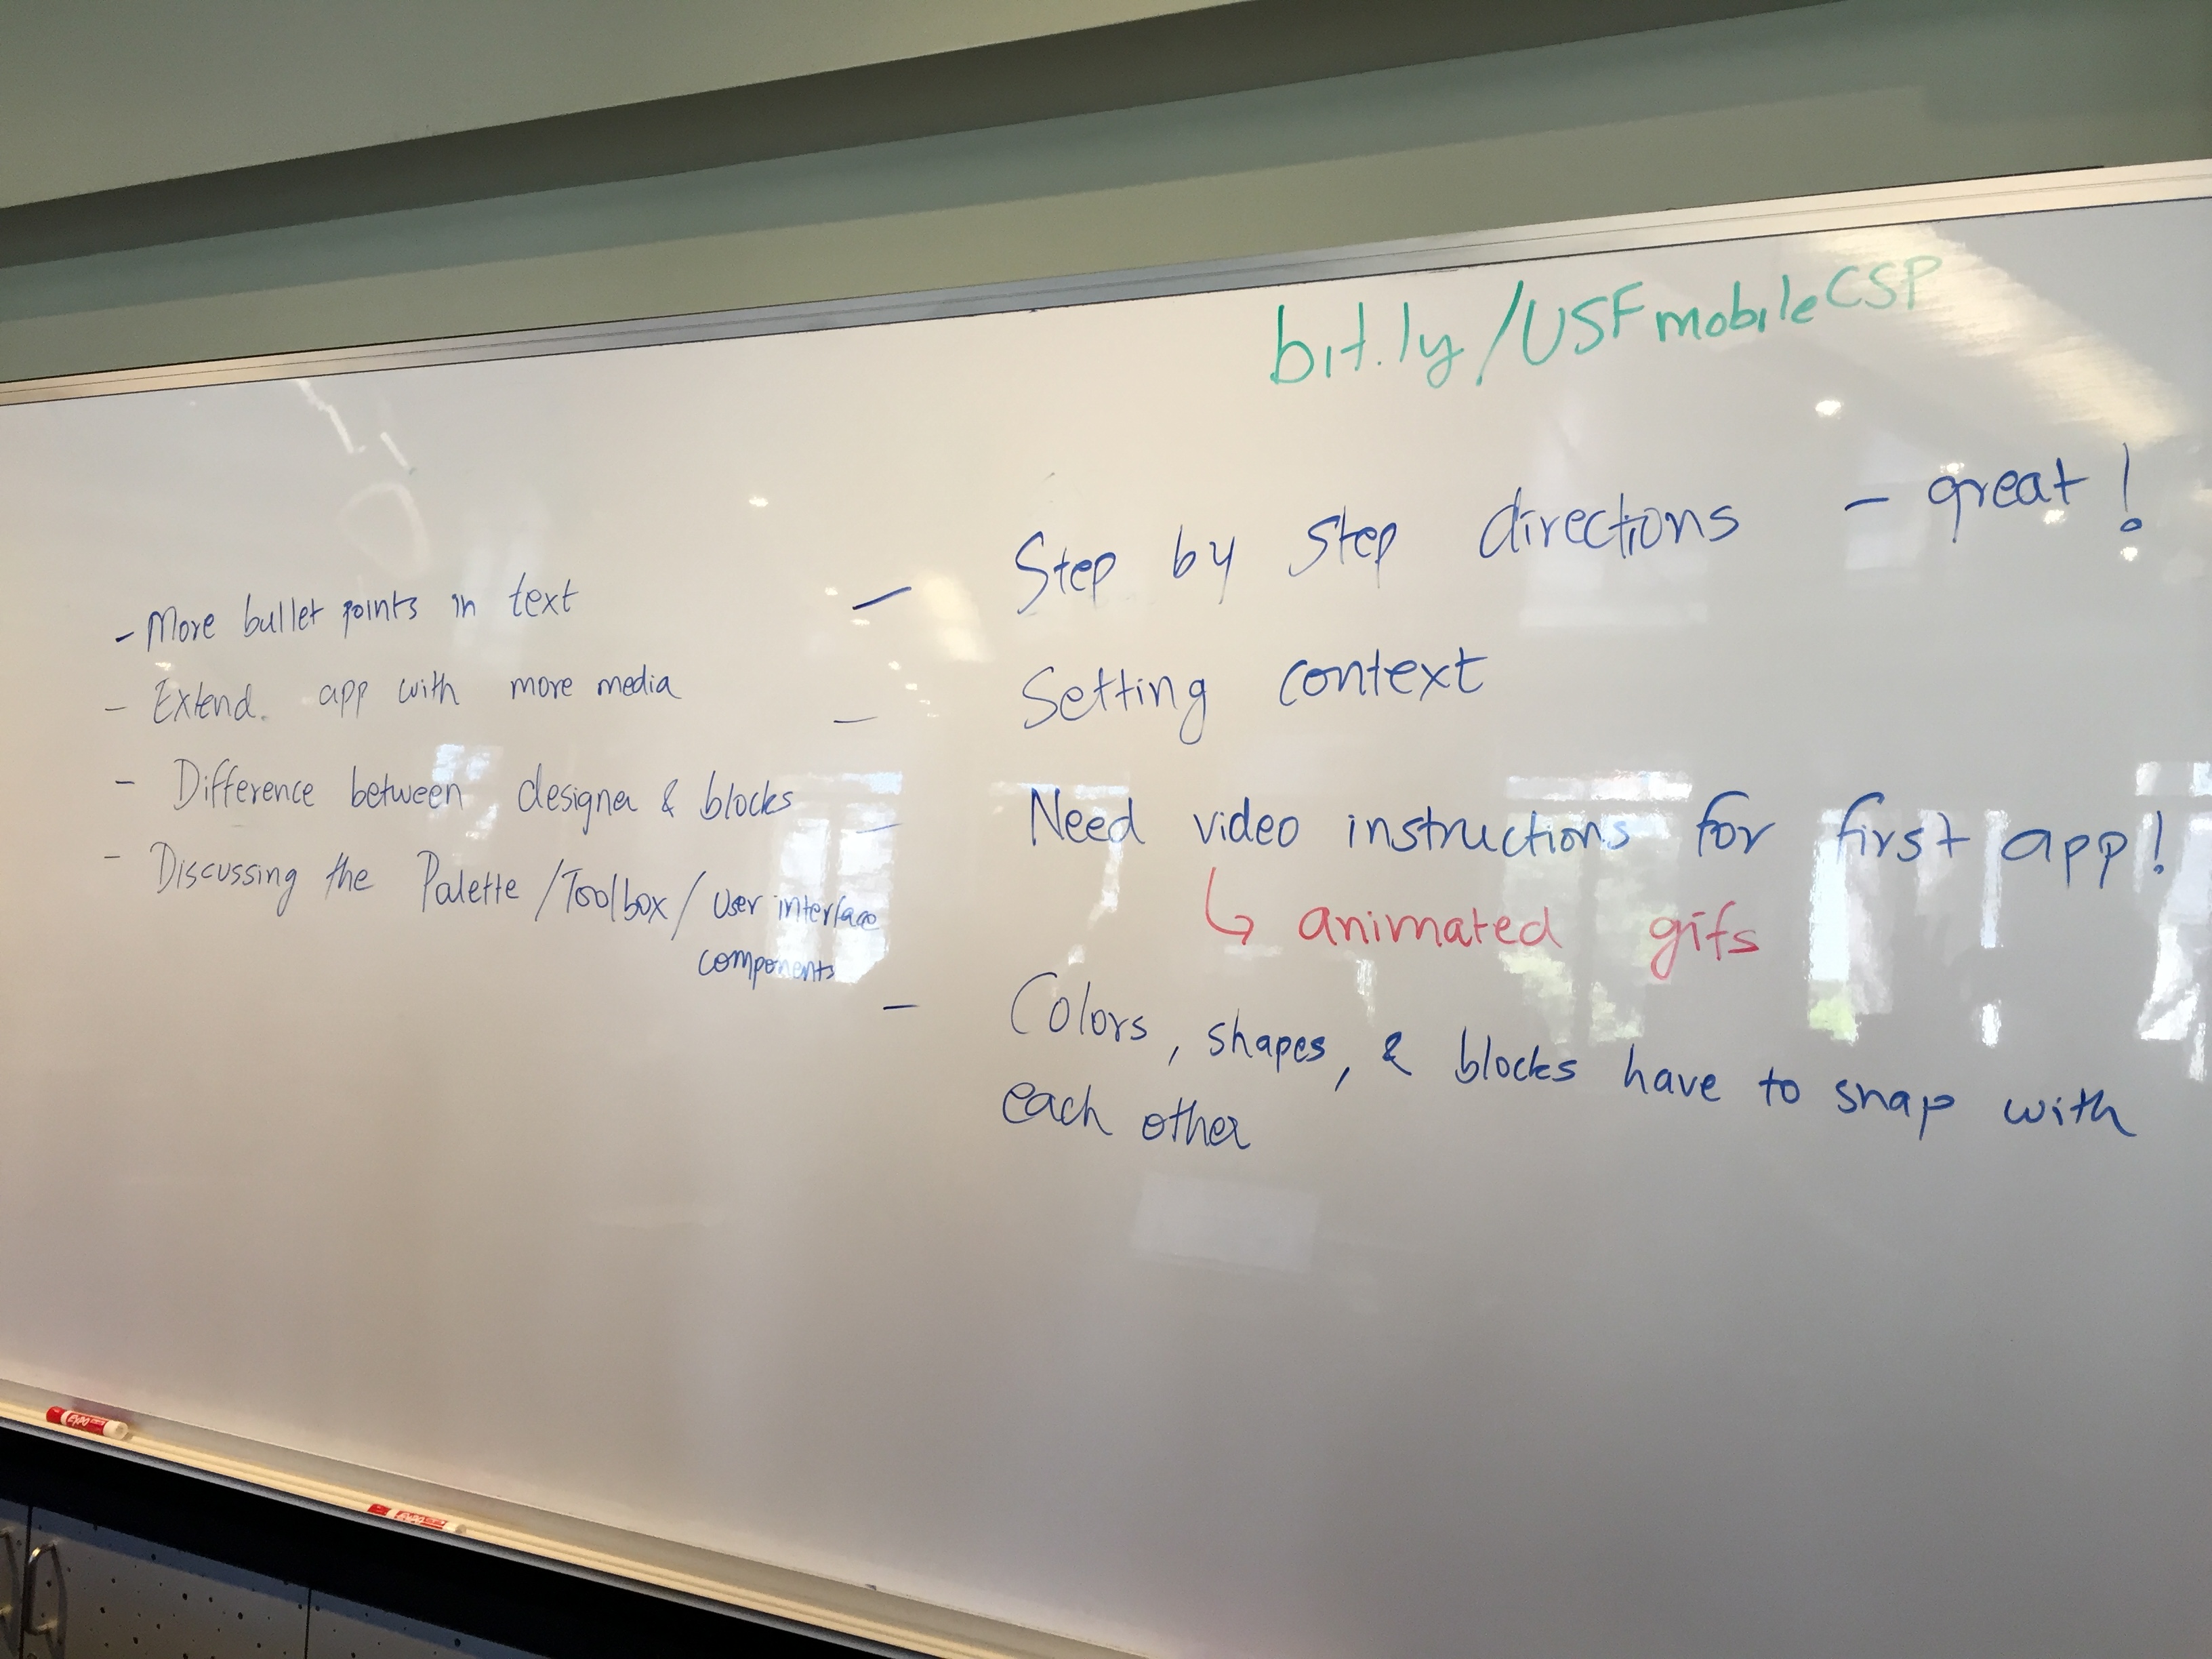 bit.ly/USFmobileCSP
- More bullet points in text
- Extend. app with more media
- Difference between designer & blocks
- Discussing the Palette/Toolbox/User interface
components
- Step by Step directions - great!
- Setting context
- Need video instructions for first app!
↳ animated gifs
- Colors, shapes, & blocks have to snap with
each other
EXPO